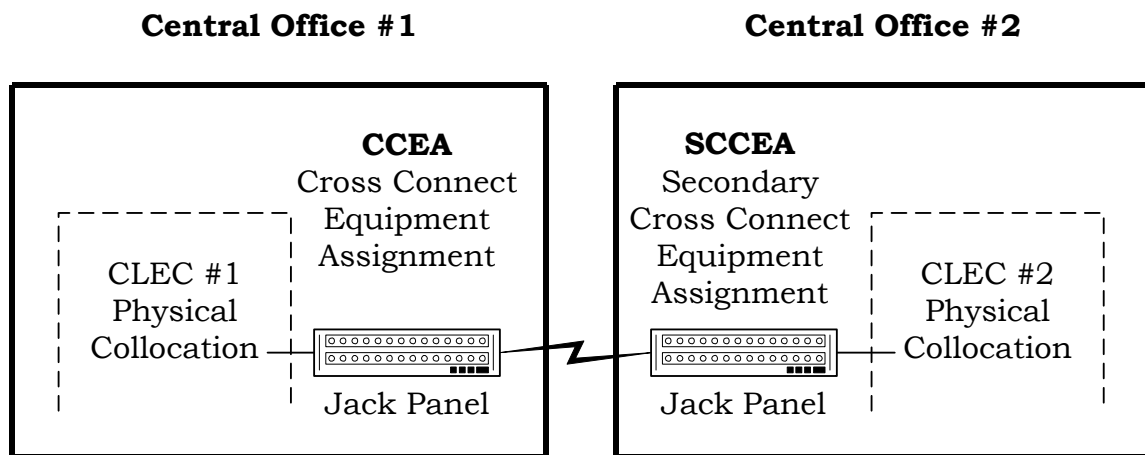 Central Office #1
Central Office #2
CCEA
Cross Connect
Equipment
Assignment
CLEC #1
Physical
Collocation
Jack Panel
SCCEA
Secondary
Cross Connect
Equipment
Assignment
CLEC #2
Physical
Collocation
Jack Panel